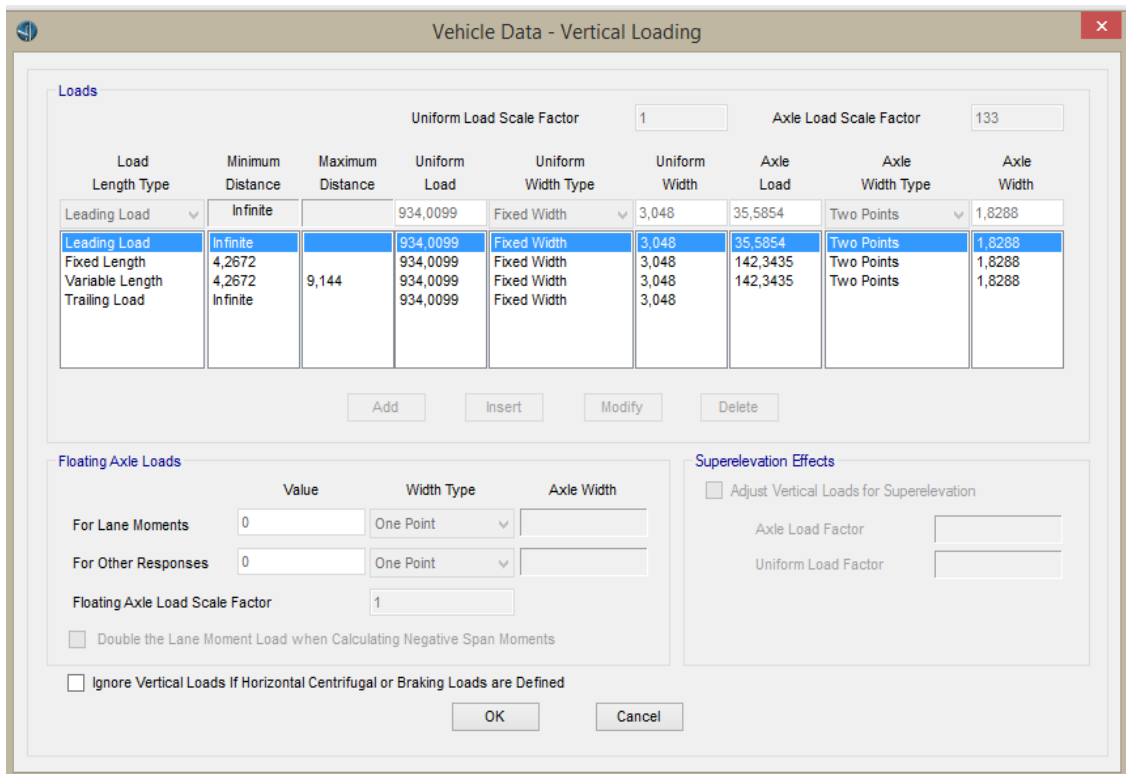 Vehicle Data - Vertical Loading
Loads
Uniform Load Scale Factor 1 Axle Load Scale Factor 133
Load Minimum Maximum Uniform Uniform Uniform Axle Axle Axle
Length Type Distance Distance Load Width Type Width Load Width Type Width
Leading Load Infinite 934,0099 Fixed Width 3,048 35,5854 Two Points 1,8288
Leading Load Infinite 934,0099 Fixed Width 3,048 35,5854 Two Points 1,8288
Fixed Length 4,2672 934,0099 Fixed Width 3,048 142,3435 Two Points 1,8288
Variable Length 4,2672 9,144 934,0099 Fixed Width 3,048 142,3435 Two Points 1,8288
Trailing Load Infinite 934,0099 Fixed Width 3,048
Add Insert Modify Delete
Floating Axle Loads
Value Width Type Axle Width
For Lane Moments 0 One Point
For Other Responses 0 One Point
Floating Axle Load Scale Factor 1
Double the Lane Moment Load when Calculating Negative Span Moments
Superelevation Effects
Adjust Vertical Loads for Superelevation
Axle Load Factor
Uniform Load Factor
Ignore Vertical Loads If Horizontal Centrifugal or Braking Loads are Defined
OK Cancel